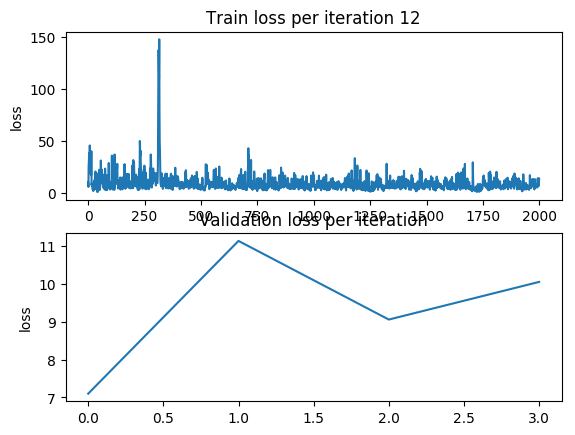 Train loss per iteration 12
150
100
50
0
loss
0 250 500 750 1000 1250 1500 1750 2000
Validation loss per iteration
11
10
9
8
7
loss
0.0 0.5 1.0 1.5 2.0 2.5 3.0